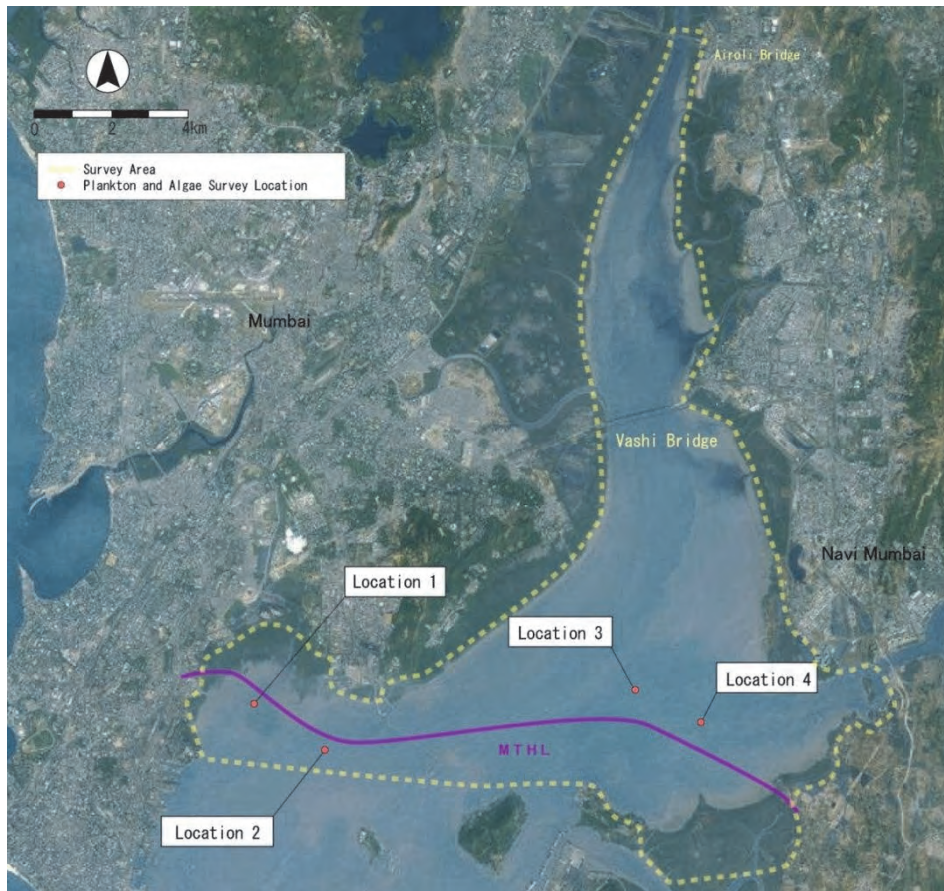 Airoli Bridge
0 2 4km
Survey Area
Plankton and Algae Survey Location
Mumbai
Vashi Bridge
Navi Mumbai
Location 1
Location 3
Location 4
MTHL
Location 2